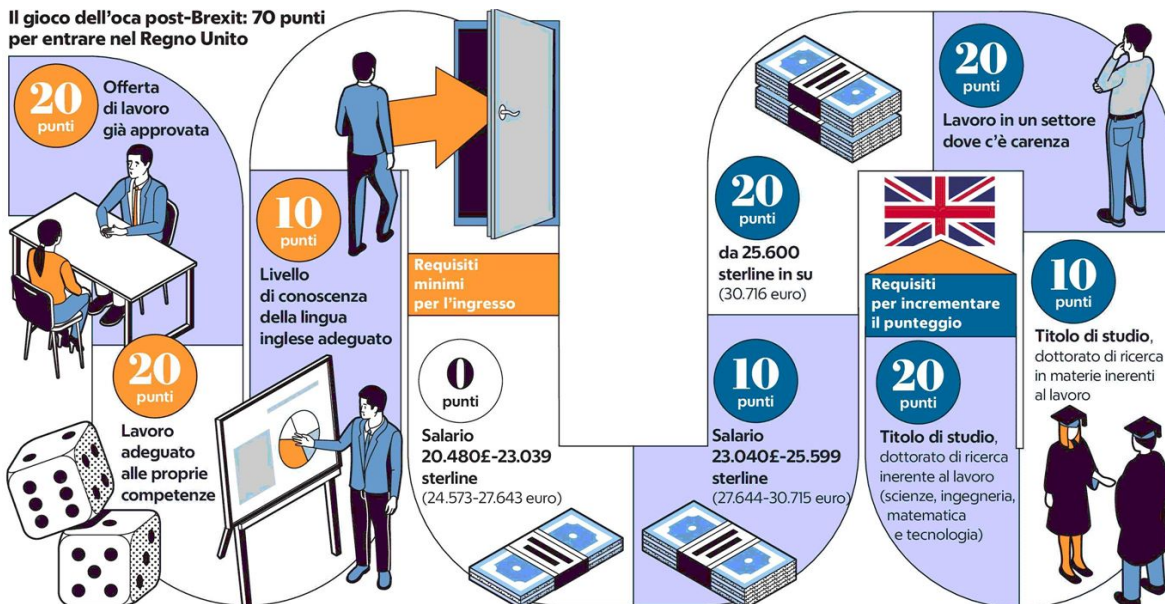 Il gioco dell'oca post-Brexit: 70 punti
per entrare nel Regno Unito
20
punti
Offerta
di lavoro
già approvata
20
punti
Lavoro
adeguato
alle proprie
competenze
10
punti
Livello
di conoscenza
della lingua
inglese adeguato
Requisiti
minimi
per l'ingresso
0
punti
Salario
20.480£-23.039
sterline
(24.573-27.643 euro)
10
punti
Salario
23.040£-25.599
sterline
(27.644-30.715 euro)
20
punti
da 25.600
sterline in su
(30.716 euro)
Requisiti
per incrementare
il punteggio
20
punti
Lavoro in un settore
dove c'è carenza
10
punti
Titolo di studio,
dottorato di ricerca
in materie inerenti
al lavoro
20
punti
Titolo di studio,
dottorato di ricerca
inerente al lavoro
(scienze, ingegneria,
matematica
e tecnologia)